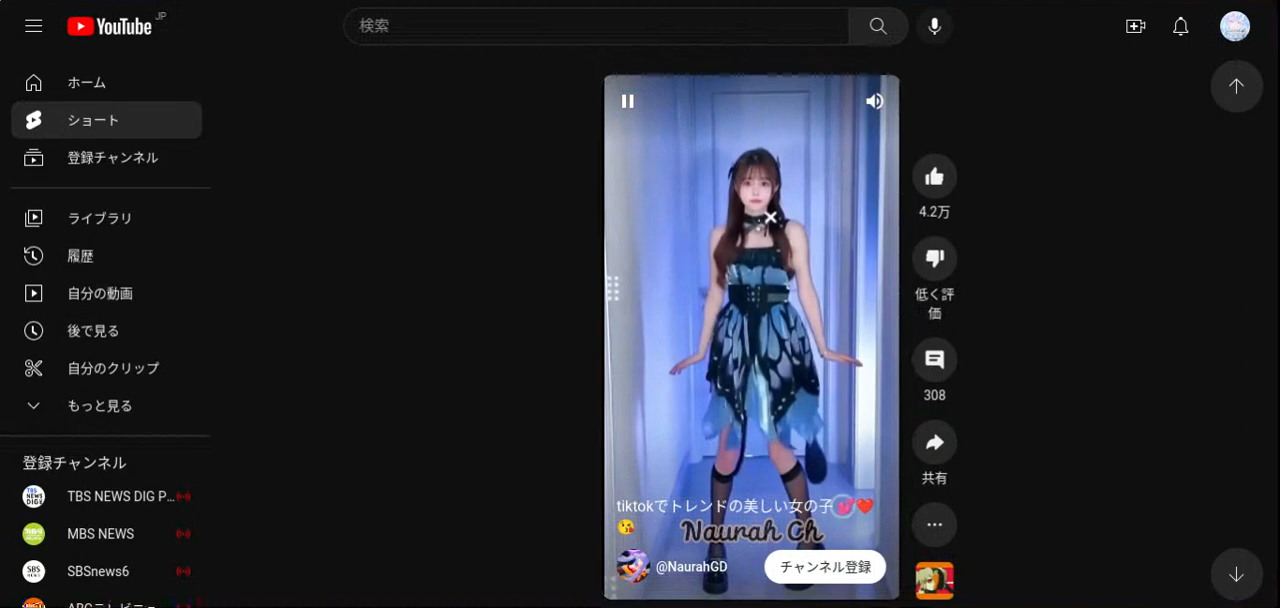 YouTube JP
検索
ホーム
ショート
登録チャンネル
ライブラリ
履歴
自分の動画
後で見る
自分のクリップ
もっと見る
登録チャンネル
TBS NEWS DIG P...
MBS NEWS
SBSnews6
4.2万
低く評
価
308
共有
tiktokでトレンドの美しい女の子💕❤️
😘
Naurah Ch
@NaurahGD
チャンネル登録